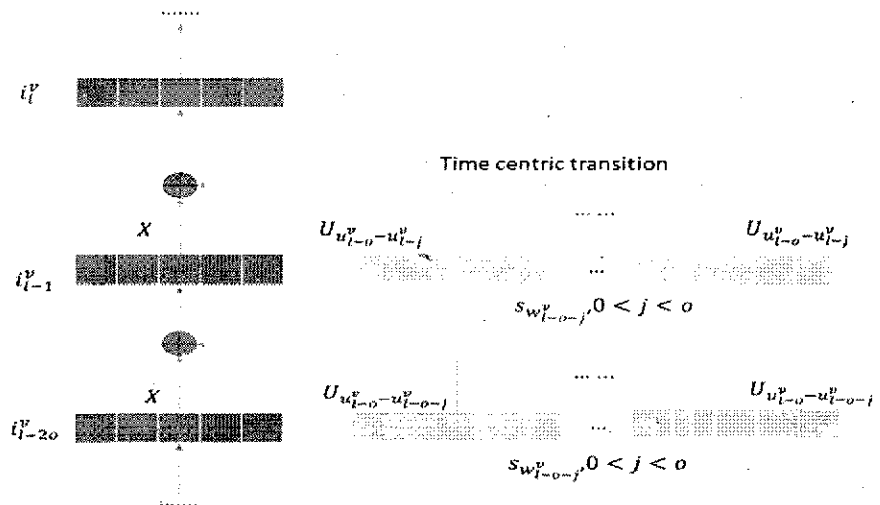 .......
i_l^v
Time centric transition
... ...
X U_{u_{l-o}^v-u_{l-j}^v} U_{u_{l-o}^v-u_{l-j}^v}
i_{l-1}^v ...
s_{w_{l-o-j}^v},0 < j < o
... ...
X U_{u_{l-o}^v-u_{l-o-j}^v} U_{u_{l-o}^v-u_{l-o-j}^v}
i_{l-2o}^v ...
s_{w_{l-o-j}^v},0 < j < o
.......